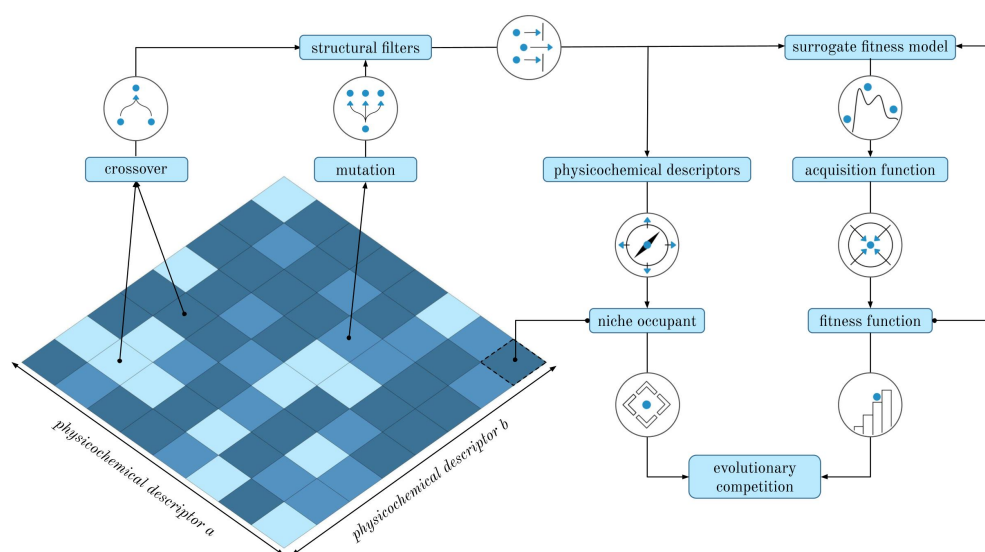 structural filters
surrogate fitness model
crossover
mutation
physicochemical descriptors
acquisition function
niche occupant
fitness function
physicochemical descriptor a
physicochemical descriptor b
evolutionary
competition